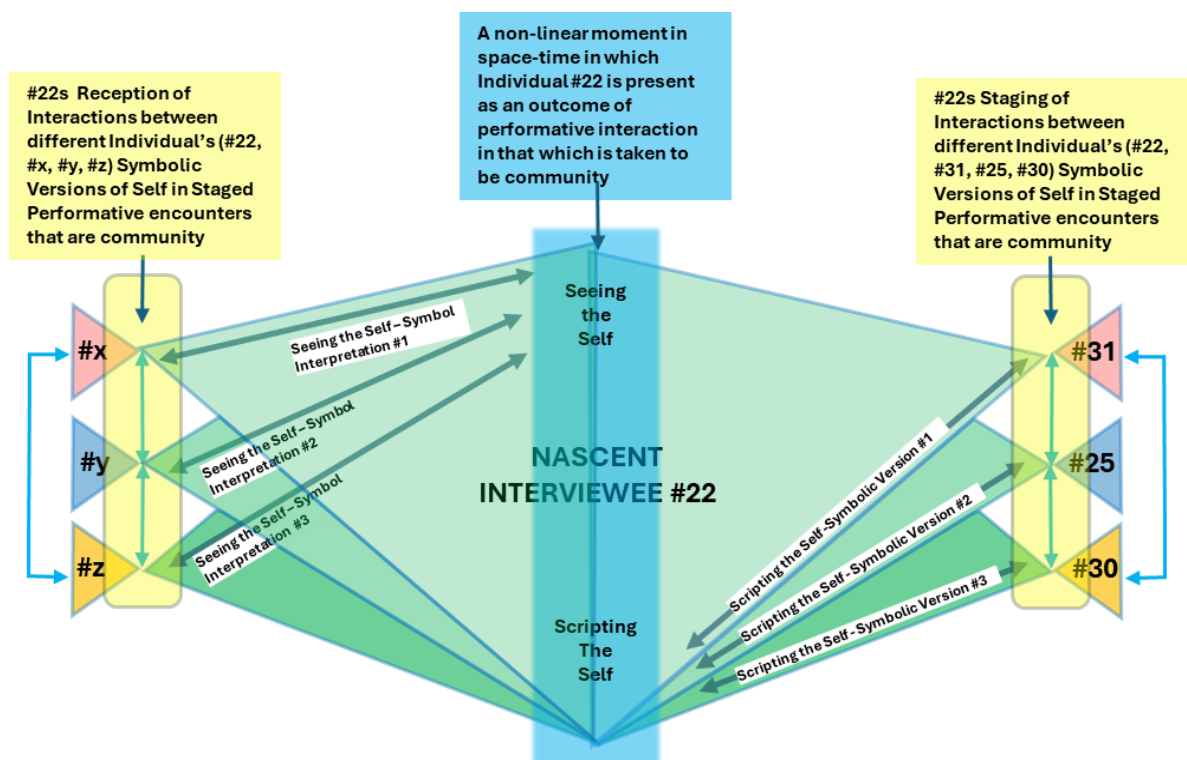 A non-linear moment in
space-time in which
Individual #22 is present
as an outcome of
performative interaction
in that which is taken to
be community
#22s  Reception of
Interactions between
different Individual's (#22,
#x, #y, #z) Symbolic
Versions of Self in Staged
Performative encounters
that are community
#22s Staging of
Interactions between
different Individual's (#22,
#31, #25, #30) Symbolic
Versions of Self in Staged
Performative encounters
that are community
Seeing
the
Self
#x
#y
#z
Seeing the Self – Symbol
Interpretation #1
Seeing the Self – Symbol
Interpretation #2
Seeing the Self – Symbol
Interpretation #3
NASCENT
INTERVIEWEE #22
Scripting
The
Self
Scripting the Self -Symbolic Version #1
Scripting the Self -Symbolic Version #2
Scripting the Self -Symbolic Version #3
#31
#25
#30